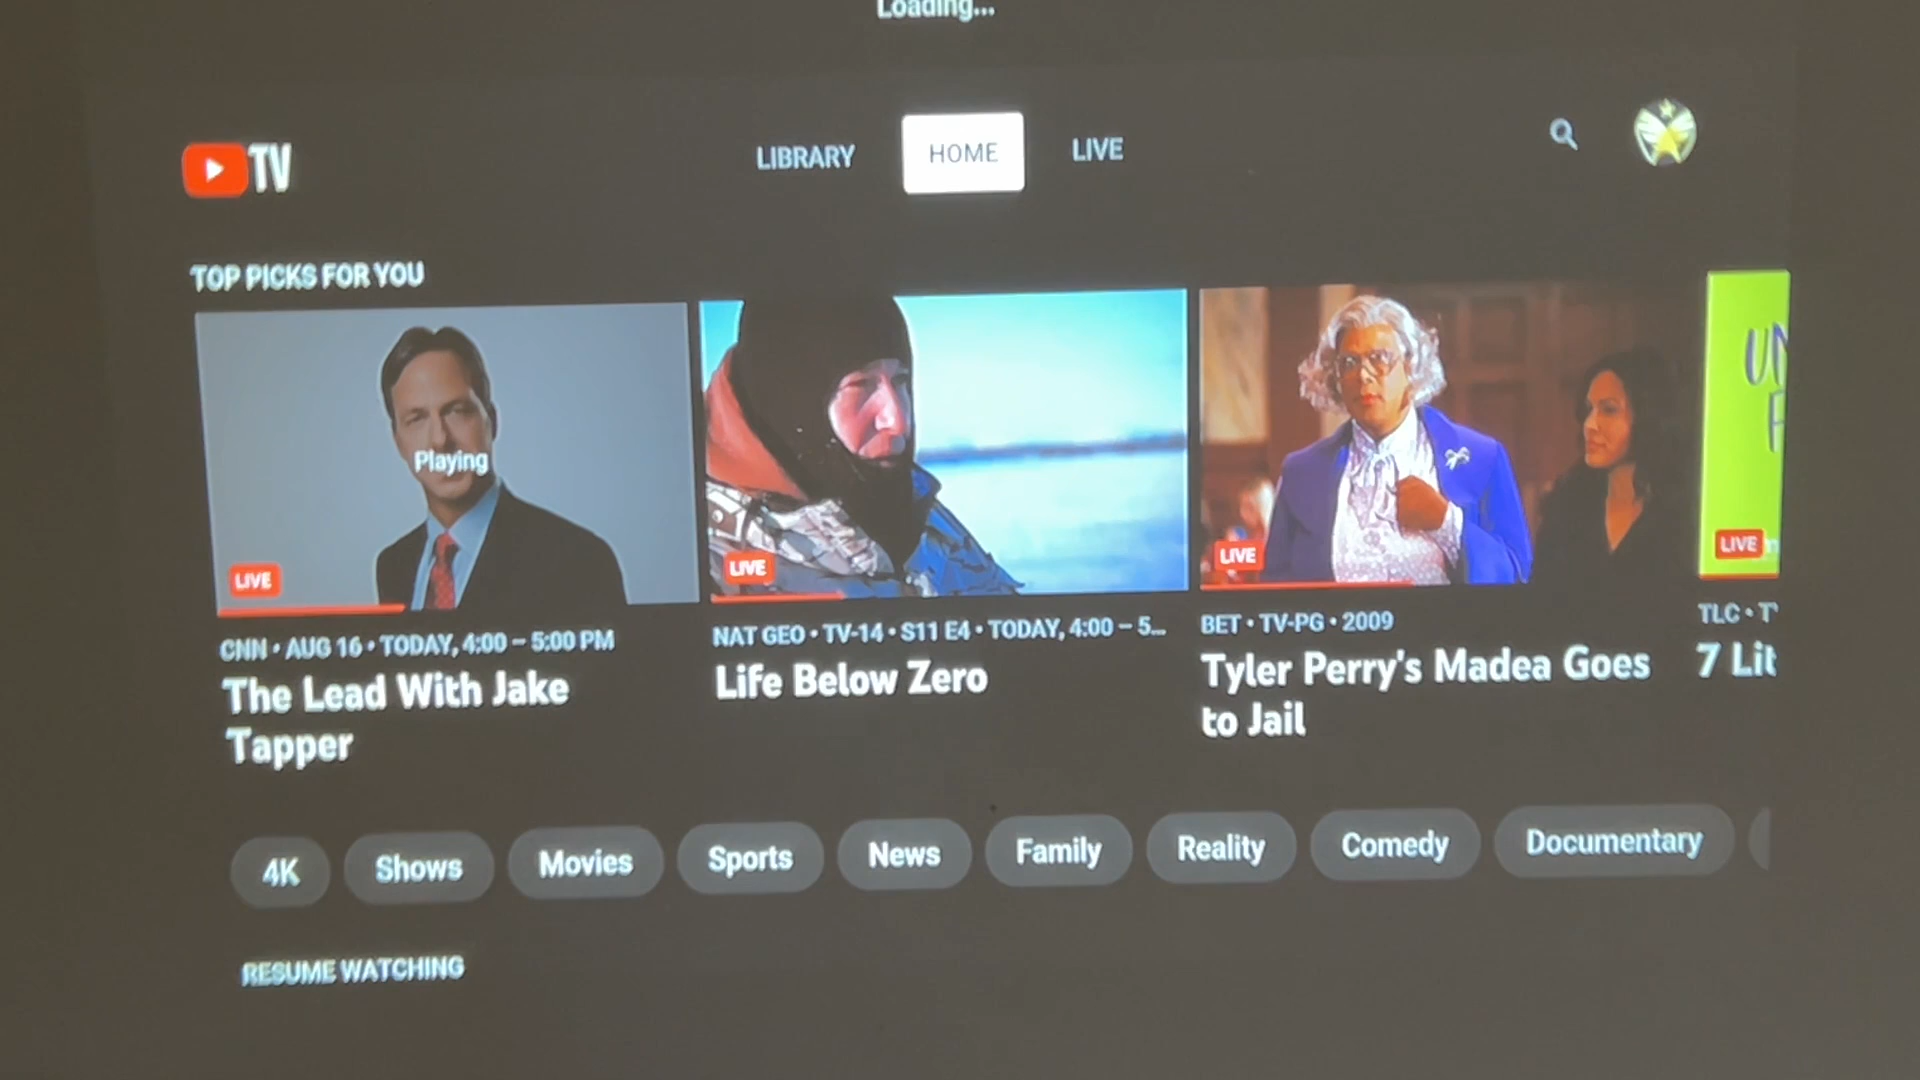 Loading...
TV
LIBRARY
HOME
LIVE
TOP PICKS FOR YOU
Playing
LIVE
LIVE
LIVE
LIVE
CNN • AUG 16 • TODAY, 4:00 – 5:00 PM
The Lead With Jake
Tapper
NAT GEO • TV-14 • S11 E4 • TODAY, 4:00 – 5...
Life Below Zero
BET • TV-PG • 2009
Tyler Perry's Madea Goes
to Jail
TLC • T
7 Lit
4K
Shows
Movies
Sports
News
Family
Reality
Comedy
Documentary
RESUME WATCHING